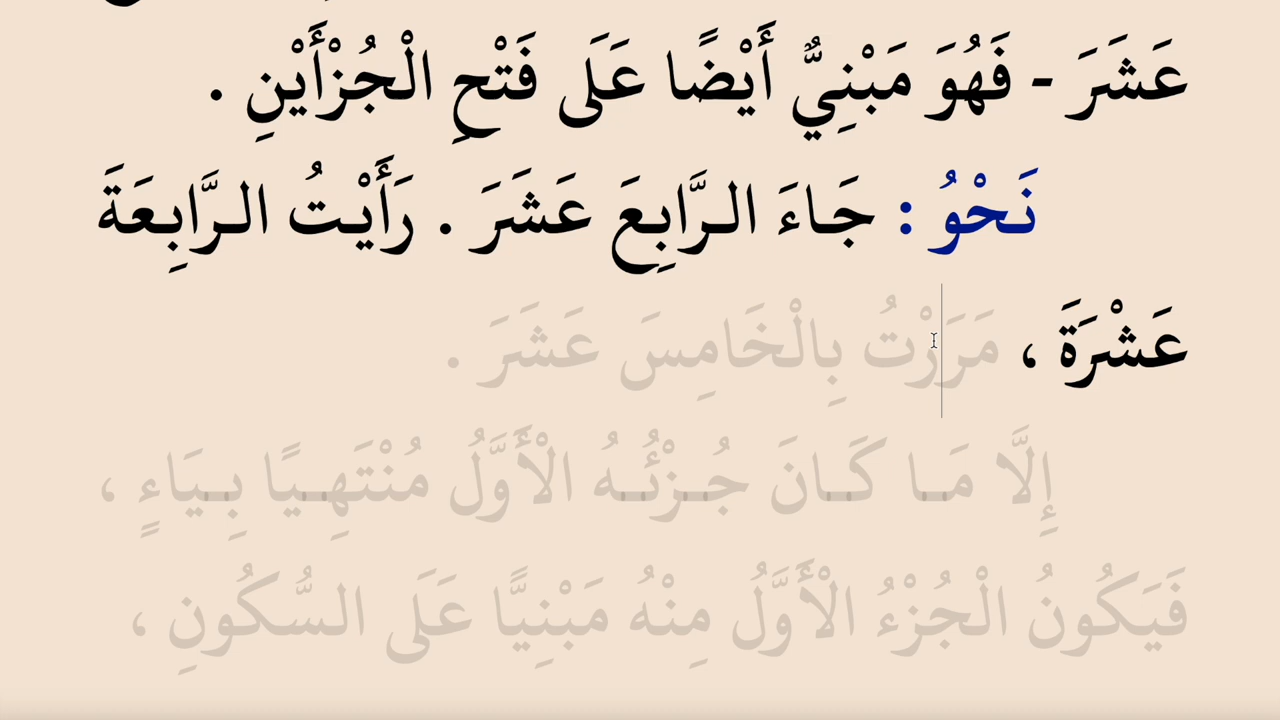 عَشَرَ - فَهُوَ مَبْنِيٌّ أَيْضًا عَلَى فَتْحِ الْجُزْأَيْنِ .
نَحْوُ : جَاءَ الرَّابِعَ عَشَرَ . رَأَيْتُ الرَّابِعَةَ
عَشْرَةَ ، مَرَرْتُ بِالْخَامِسَ عَشَرَ .
إِلَّا مَا كَانَ جُزْئُهُ الْأَوَّلُ مُنْتَهِيًا بِيَاءٍ ،
فَيَكُونُ الْجُزْءُ الْأَوَّلُ مِنْهُ مَبْنِيًّا عَلَى السُّكُونِ ،